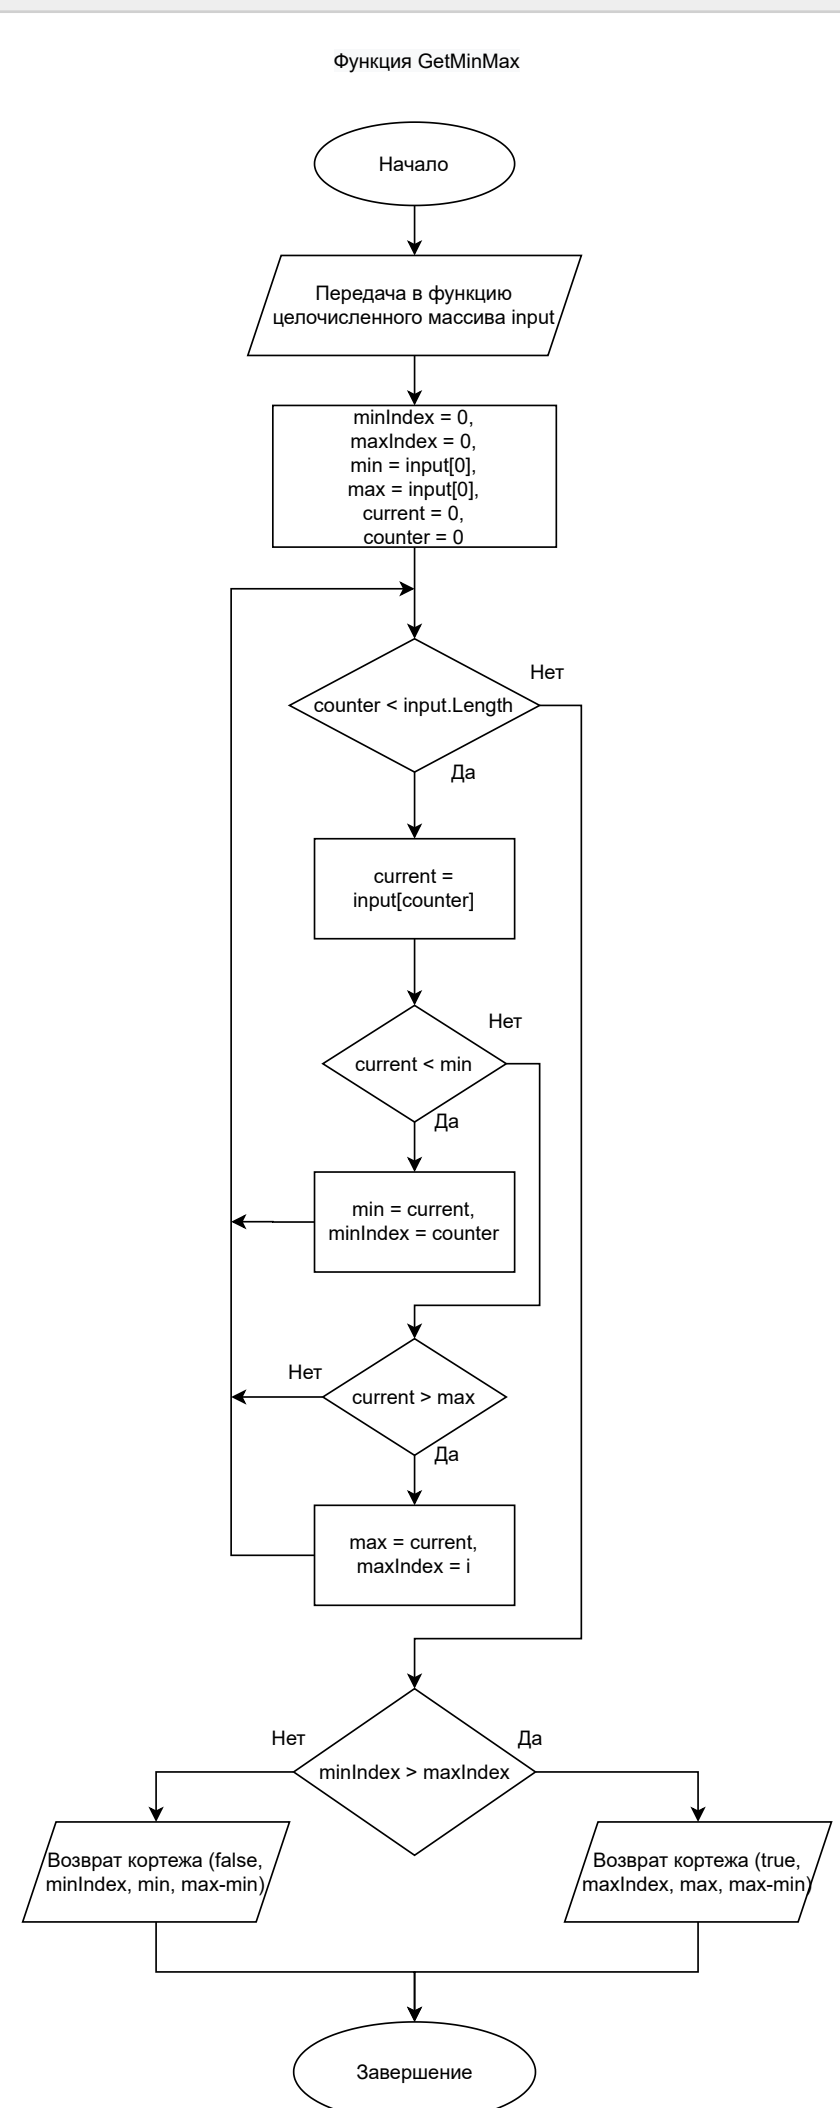 Функция GetMinMax
Начало
Передача в функцию
целочисленного массива input
minIndex = 0,
maxIndex = 0,
min = input[0],
max = input[0],
current = 0,
counter = 0
Нет
counter < input.Length
Да
current =
input[counter]
Нет
current < min
Да
min = current,
minIndex = counter
Нет
current > max
Да
max = current,
maxIndex = i
Нет
Да
minIndex > maxIndex
Возврат кортежа (false,
minIndex, min, max-min)
Возврат кортежа (true,
maxIndex, max, max-min)
Завершение